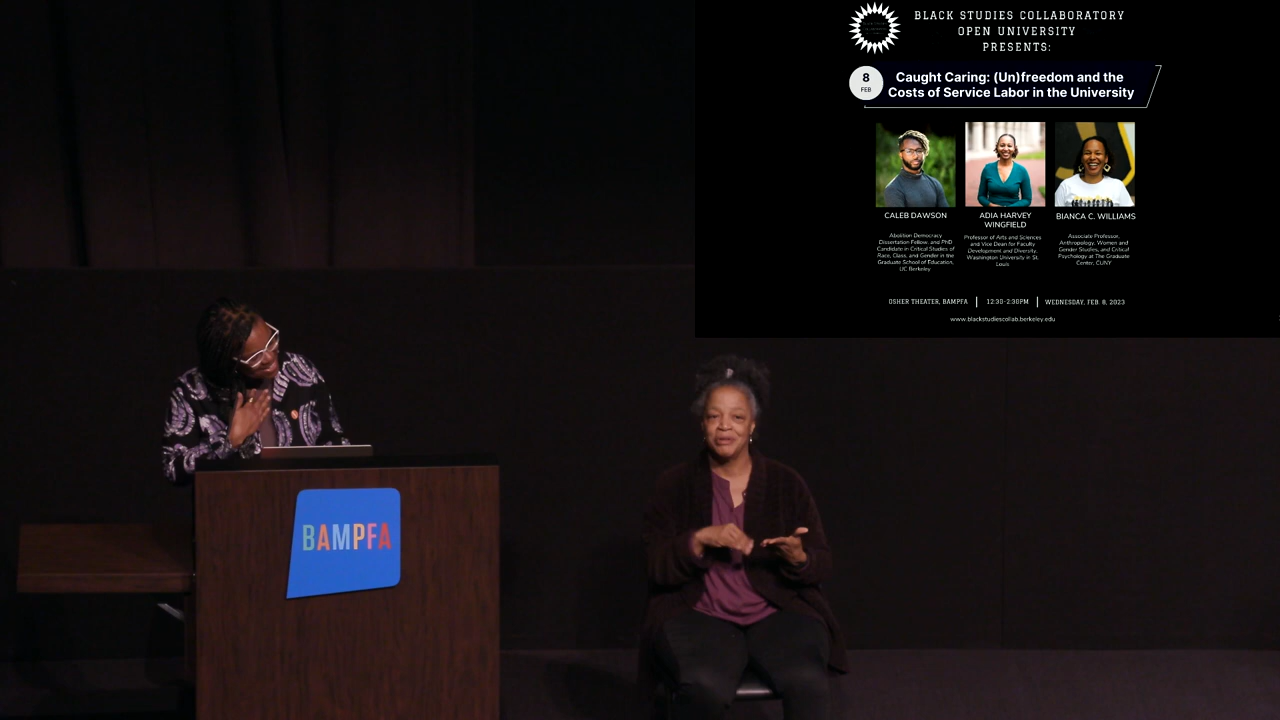 BLACK STUDIES COLLABORATORY
OPEN UNIVERSITY
PRESENTS:
8
FEB
Caught Caring: (Un)freedom and the
Costs of Service Labor in the University
CALEB DAWSON
Abolition Democracy
Dissertation Fellow, and PhD
Candidate in Critical Studies of
Race, Class, and Gender in the
Graduate School of Education,
UC Berkeley
ADIA HARVEY
WINGFIELD
Professor of Arts and Sciences
and Vice Dean for Faculty
Development and Diversity,
Washington University in St.
Louis
BIANCA C. WILLIAMS
Associate Professor,
Anthropology, Women and
Gender Studies, and Critical
Psychology at The Graduate
Center, CUNY
OSHER THEATER, BAMPFA | 12:30-2:30PM | WEDNESDAY, FEB. 8, 2023
www.blackstudiescollab.berkeley.edu
BAMPFA